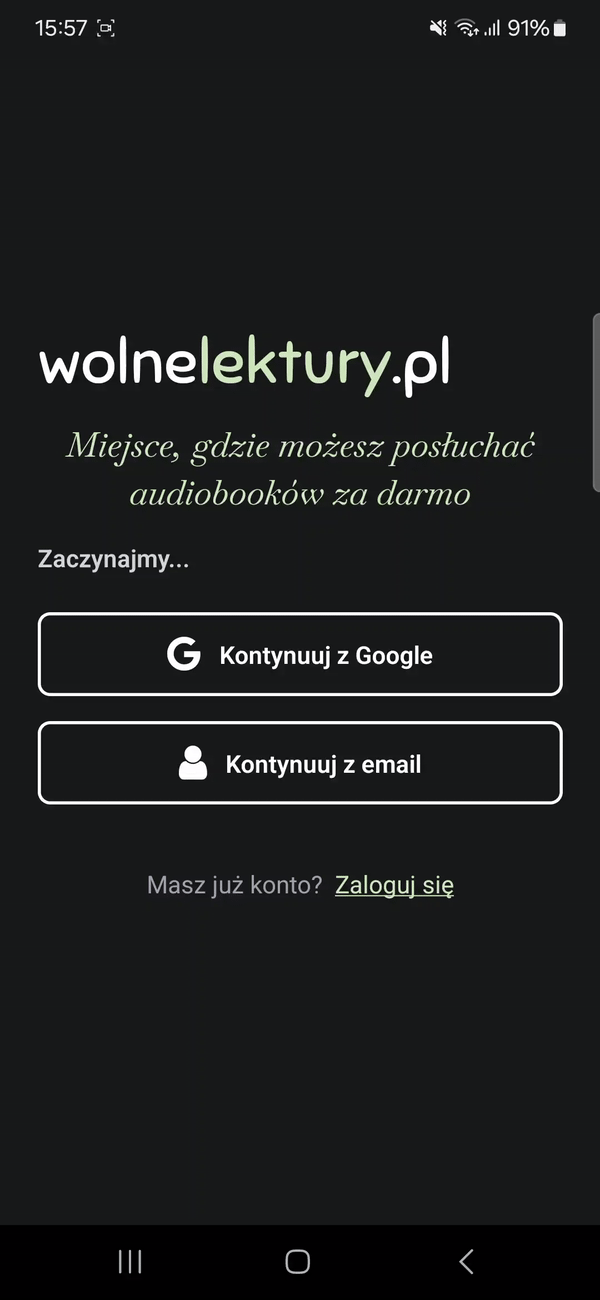 15:57 91%
wolnelektury.pl
Miejsce, gdzie możesz posłuchać
audiobooków za darmo
Zaczynajmy...
Kontynuuj z Google
Kontynuuj z email
Masz już konto? Zaloguj się